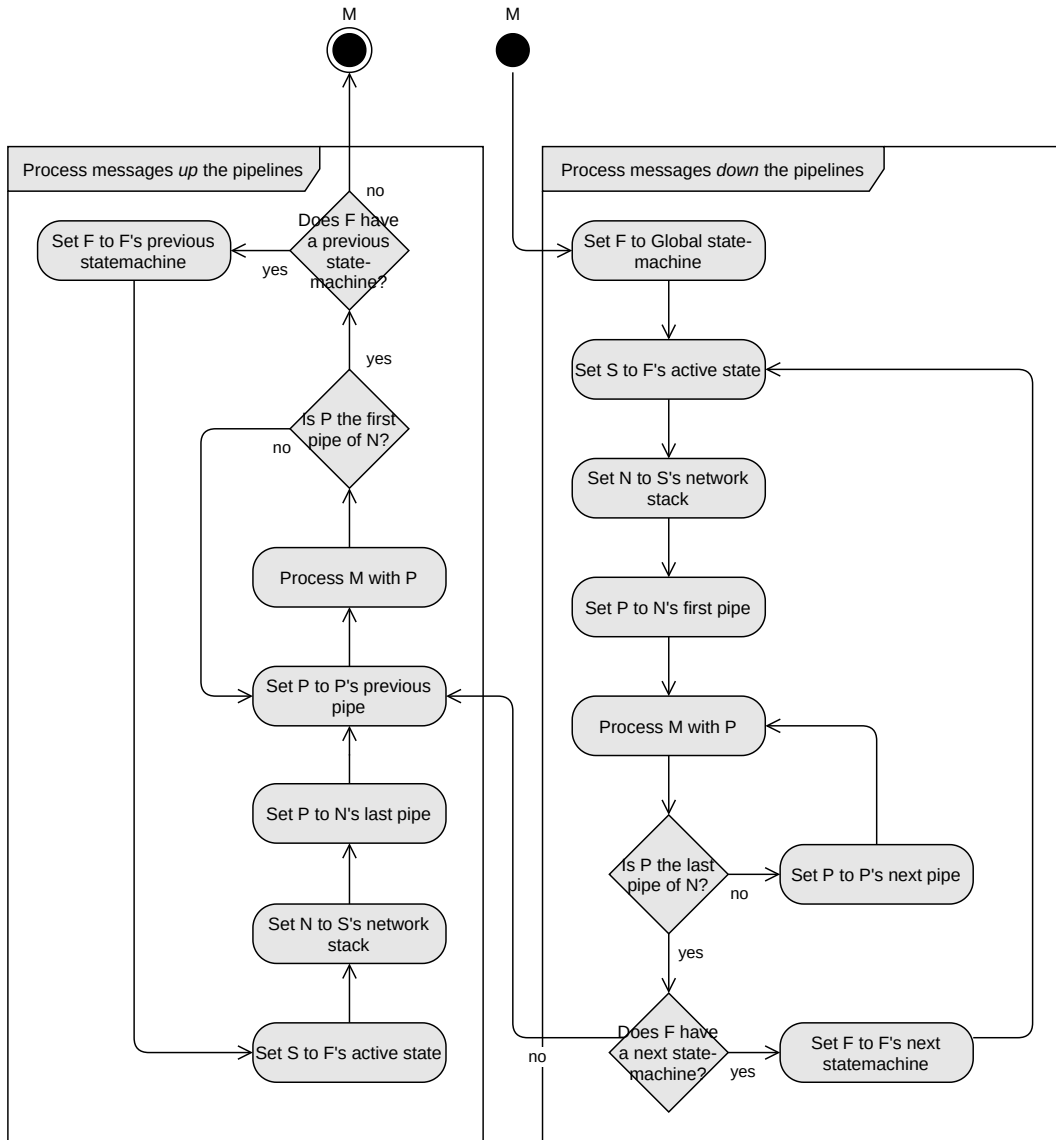 M
M
Process messages up the pipelines
Process messages down the pipelines
no
Set F to F's previous
statemachine
yes
Does F have
a previous
state-
machine?
yes
Is P the first
pipe of N?
no
Process M with P
Set P to P's previous
pipe
Set P to N's last pipe
Set N to S's network
stack
Set S to F's active state
Set F to Global state-
machine
Set S to F's active state
Set N to S's network
stack
Set P to N's first pipe
Process M with P
Is P the last
pipe of N?
no
Set P to P's next pipe
yes
Does F have
a next state-
machine?
no
yes
Set F to F's next
statemachine